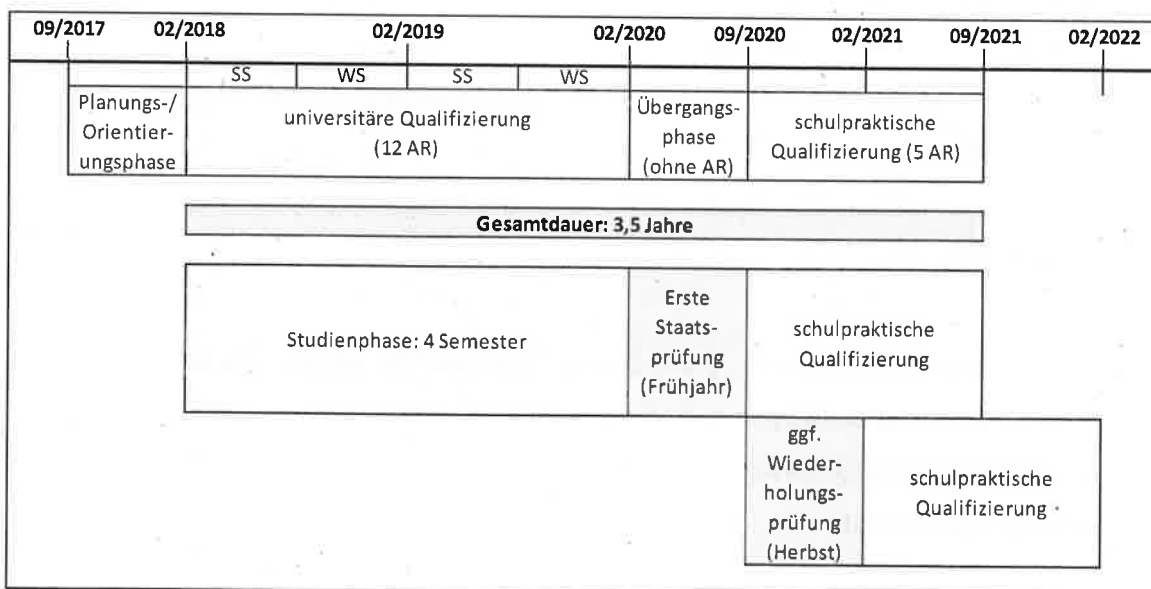 09/2017 02/2018 02/2019 02/2020 09/2020 02/2021 09/2021 02/2022
SS WS SS WS
Planungs-/
Orientier-
ungsphase
universitäre Qualifizierung
(12 AR)
Übergangs-
phase
(ohne AR)
schulpraktische
Qualifizierung (5 AR)
Gesamtdauer: 3,5 Jahre
Studienphase: 4 Semester
Erste
Staats-
prüfung
(Frühjahr)
schulpraktische
Qualifizierung
ggf.
Wieder-
holungs-
prüfung
(Herbst)
schulpraktische
Qualifizierung